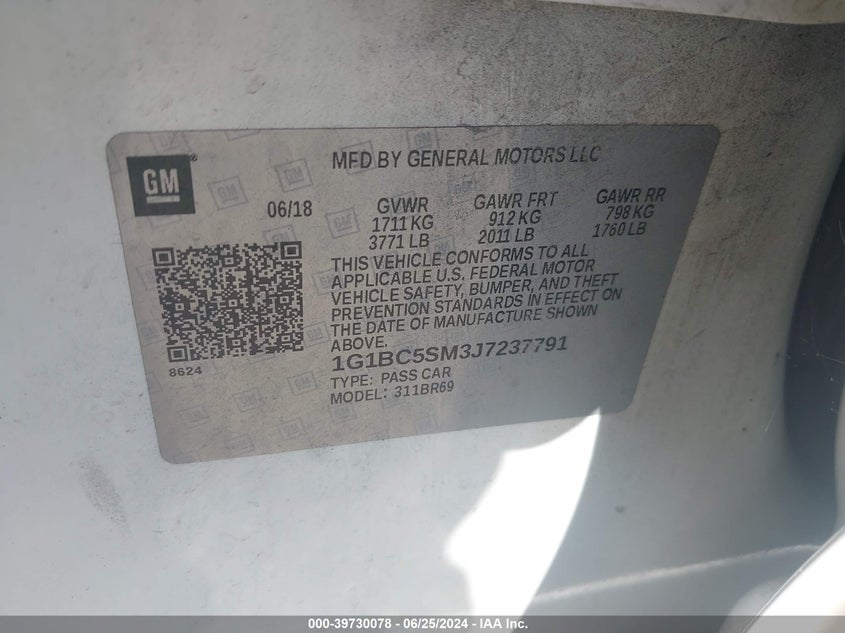 GM
MFD BY GENERAL MOTORS LLC
06/18
GVWR
1711 KG
3771 LB
GAWR FRT
912 KG
2011 LB
GAWR RR
798 KG
1760 LB
THIS VEHICLE CONFORMS TO ALL
APPLICABLE U.S. FEDERAL MOTOR
VEHICLE SAFETY, BUMPER, AND THEFT
PREVENTION STANDARDS IN EFFECT ON
THE DATE OF MANUFACTURE SHOWN
ABOVE.
1G1BC5SM3J7237791
TYPE: PASS CAR
MODEL: 311BR69
8624
000-39730078 - 06/25/2024 - IAA Inc.